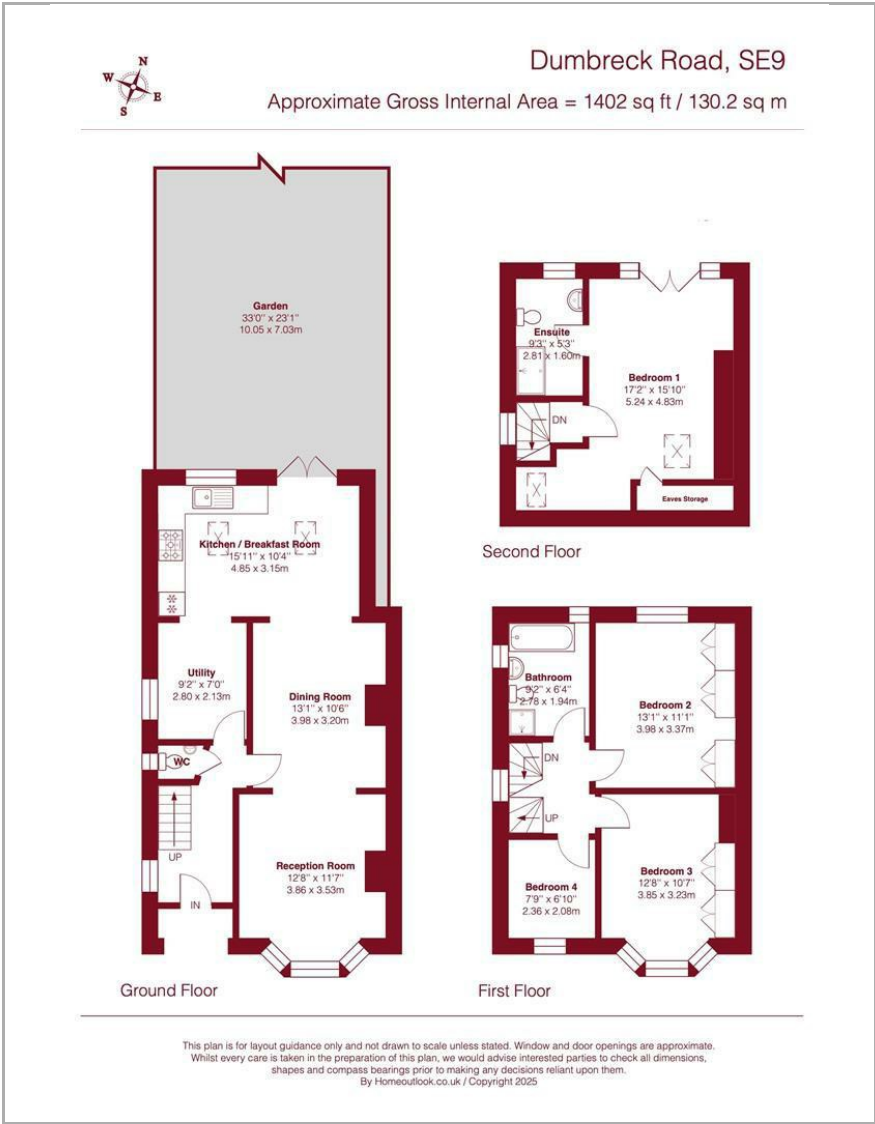 Dumbreck Road, SE9
N
W
E
S
Approximate Gross Internal Area = 1402 sq ft / 130.2 sq m
Garden
33'0" x 23'1"
10.05 x 7.03m
Kitchen / Breakfast Room
15'11" x 10'4"
4.85 x 3.15m
Utility
9'2" x 7'0"
2.80 x 2.13m
Dining Room
13'1" x 10'6"
3.98 x 3.20m
WC
UP
IN
Reception Room
12'8" x 11'7"
3.86 x 3.53m
Ground Floor
Ensuite
9'3" x 5'3"
2.81 x 1.60m
Bedroom 1
17'2" x 15'10"
5.24 x 4.83m
DN
Eaves Storage
Second Floor
Bathroom
9'2" x 6'4"
2.78 x 1.94m
Bedroom 2
13'1" x 11'1"
3.98 x 3.37m
DN
UP
Bedroom 4
7'9" x 6'10"
2.36 x 2.08m
Bedroom 3
12'8" x 10'7"
3.85 x 3.23m
First Floor
This plan is for layout guidance only and not drawn to scale unless stated. Window and door openings are approximate.
Whilst every care is taken in the preparation of this plan, we would advise interested parties to check all dimensions,
shapes and compass bearings prior to making any decisions reliant upon them.
By Homeoutlook.co.uk / Copyright 2025